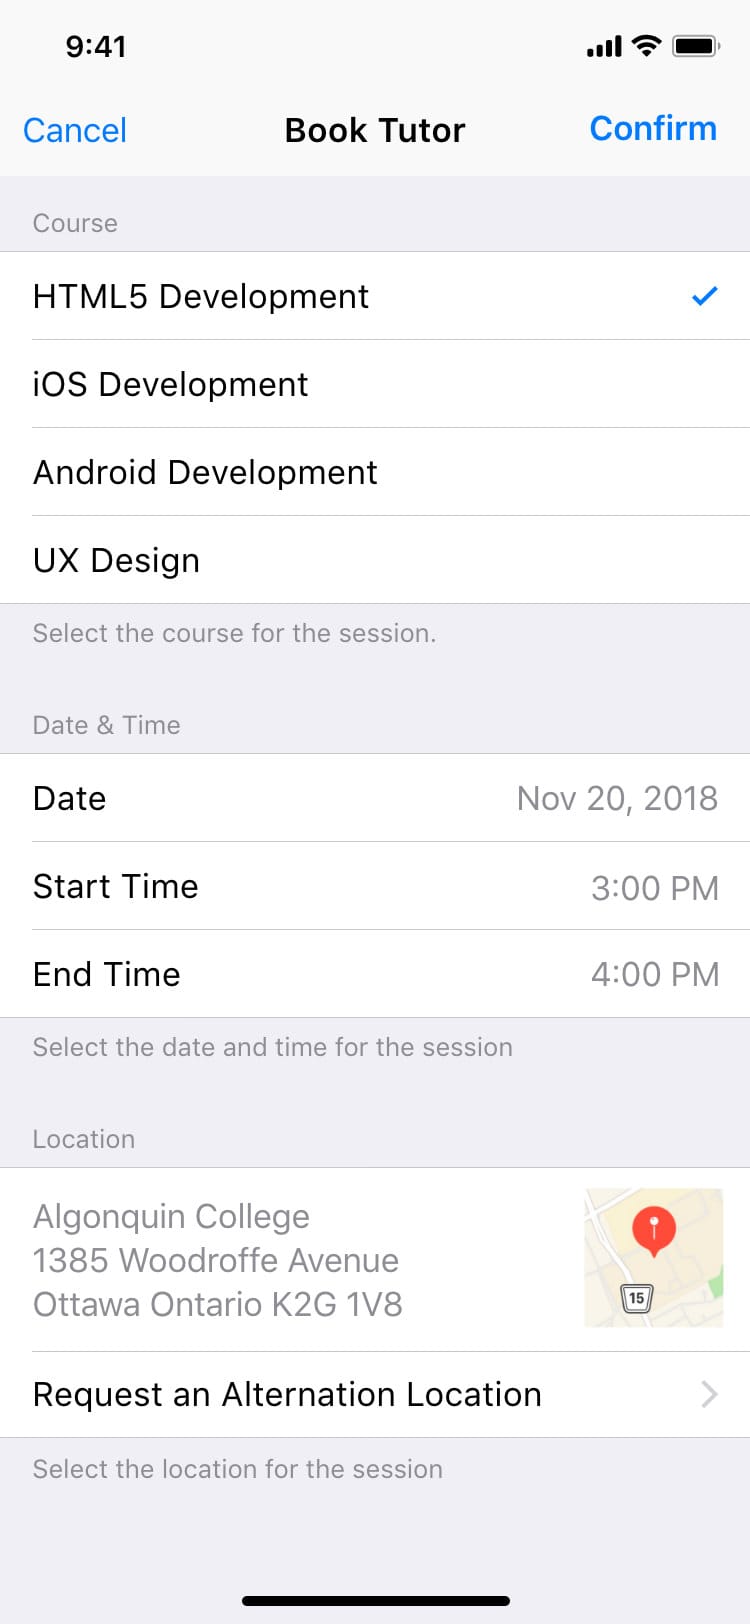 9:41
Cancel
Book Tutor
Confirm
Course
HTML5 Development
iOS Development
Android Development
UX Design
Select the course for the session.
Date & Time
Date
Nov 20, 2018
Start Time
3:00 PM
End Time
4:00 PM
Select the date and time for the session
Location
Algonquin College
1385 Woodroffe Avenue
Ottawa Ontario K2G 1V8
15
Request an Alternation Location
Select the location for the session